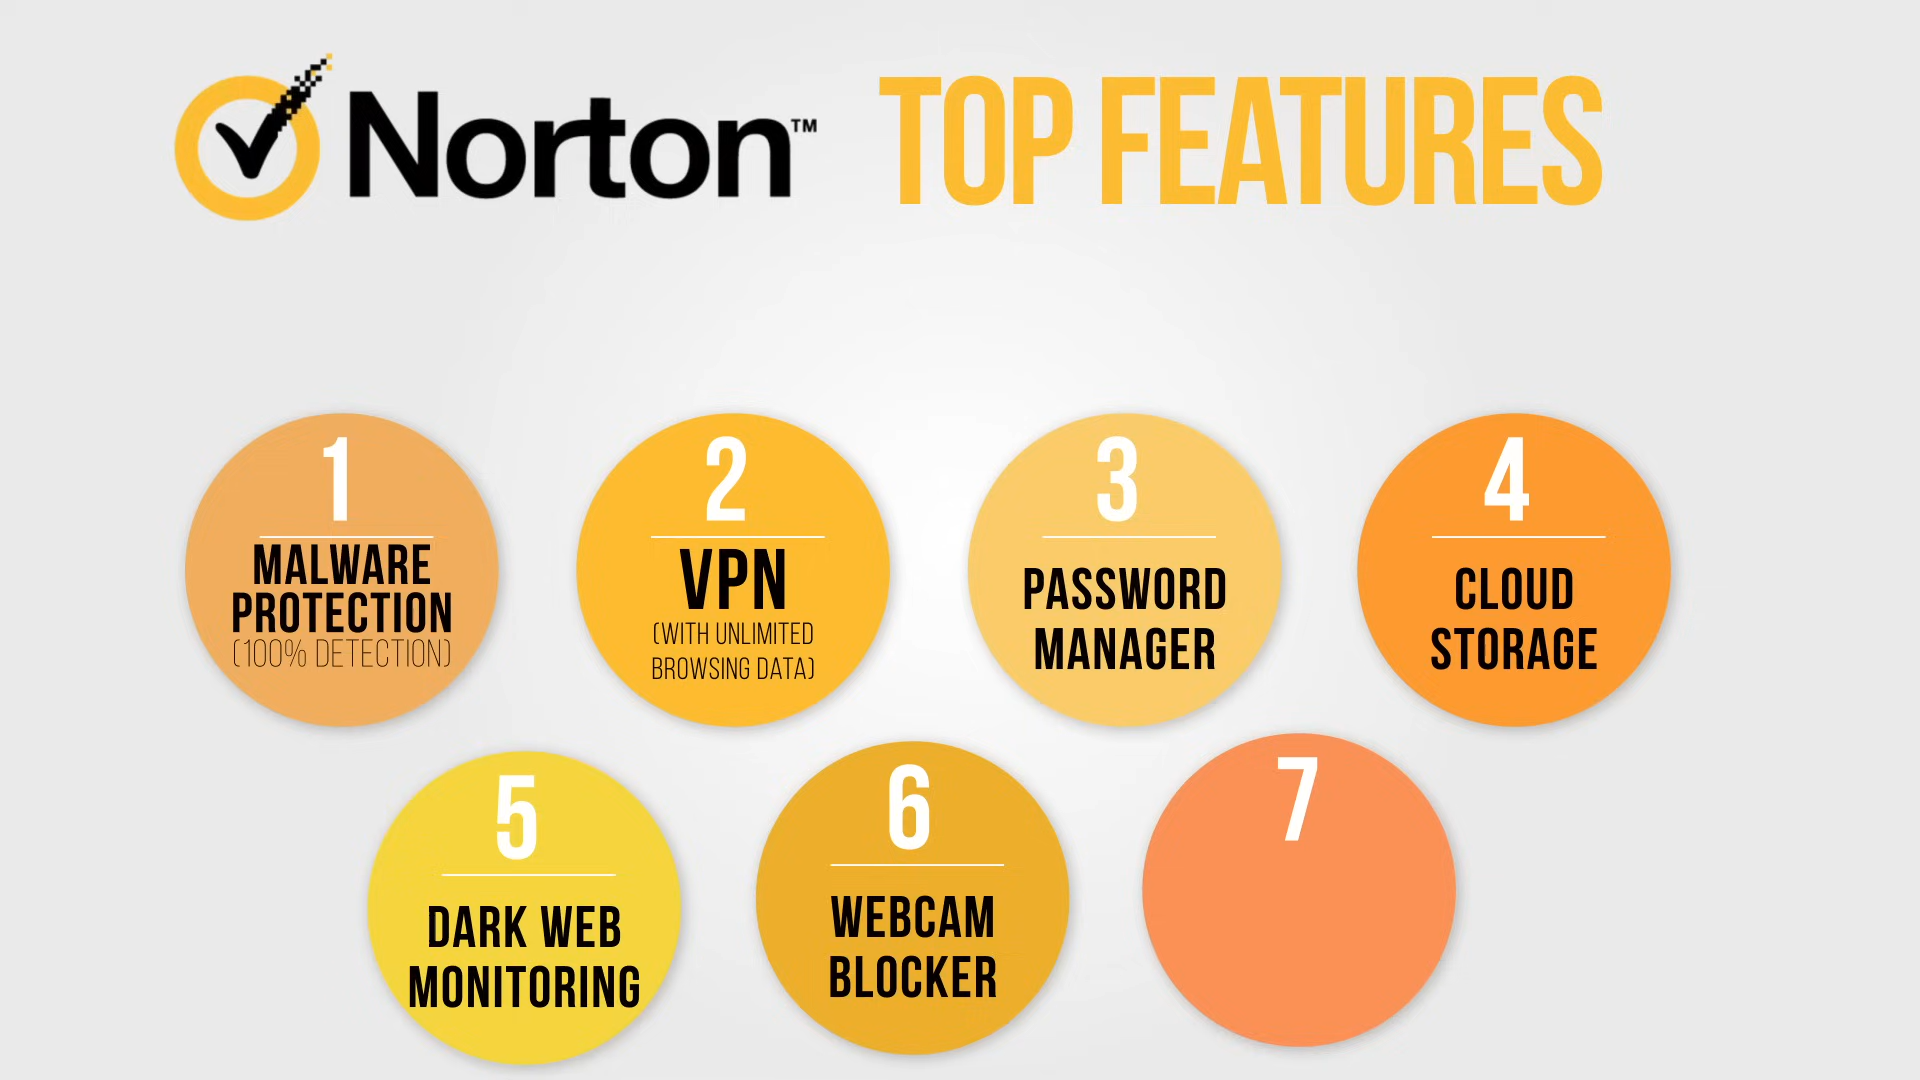 Norton™ TOP FEATURES
1
MALWARE
PROTECTION
(100% DETECTION)
2
VPN
(WITH UNLIMITED
BROWSING DATA)
3
PASSWORD
MANAGER
4
CLOUD
STORAGE
5
DARK WEB
MONITORING
6
WEBCAM
BLOCKER
7